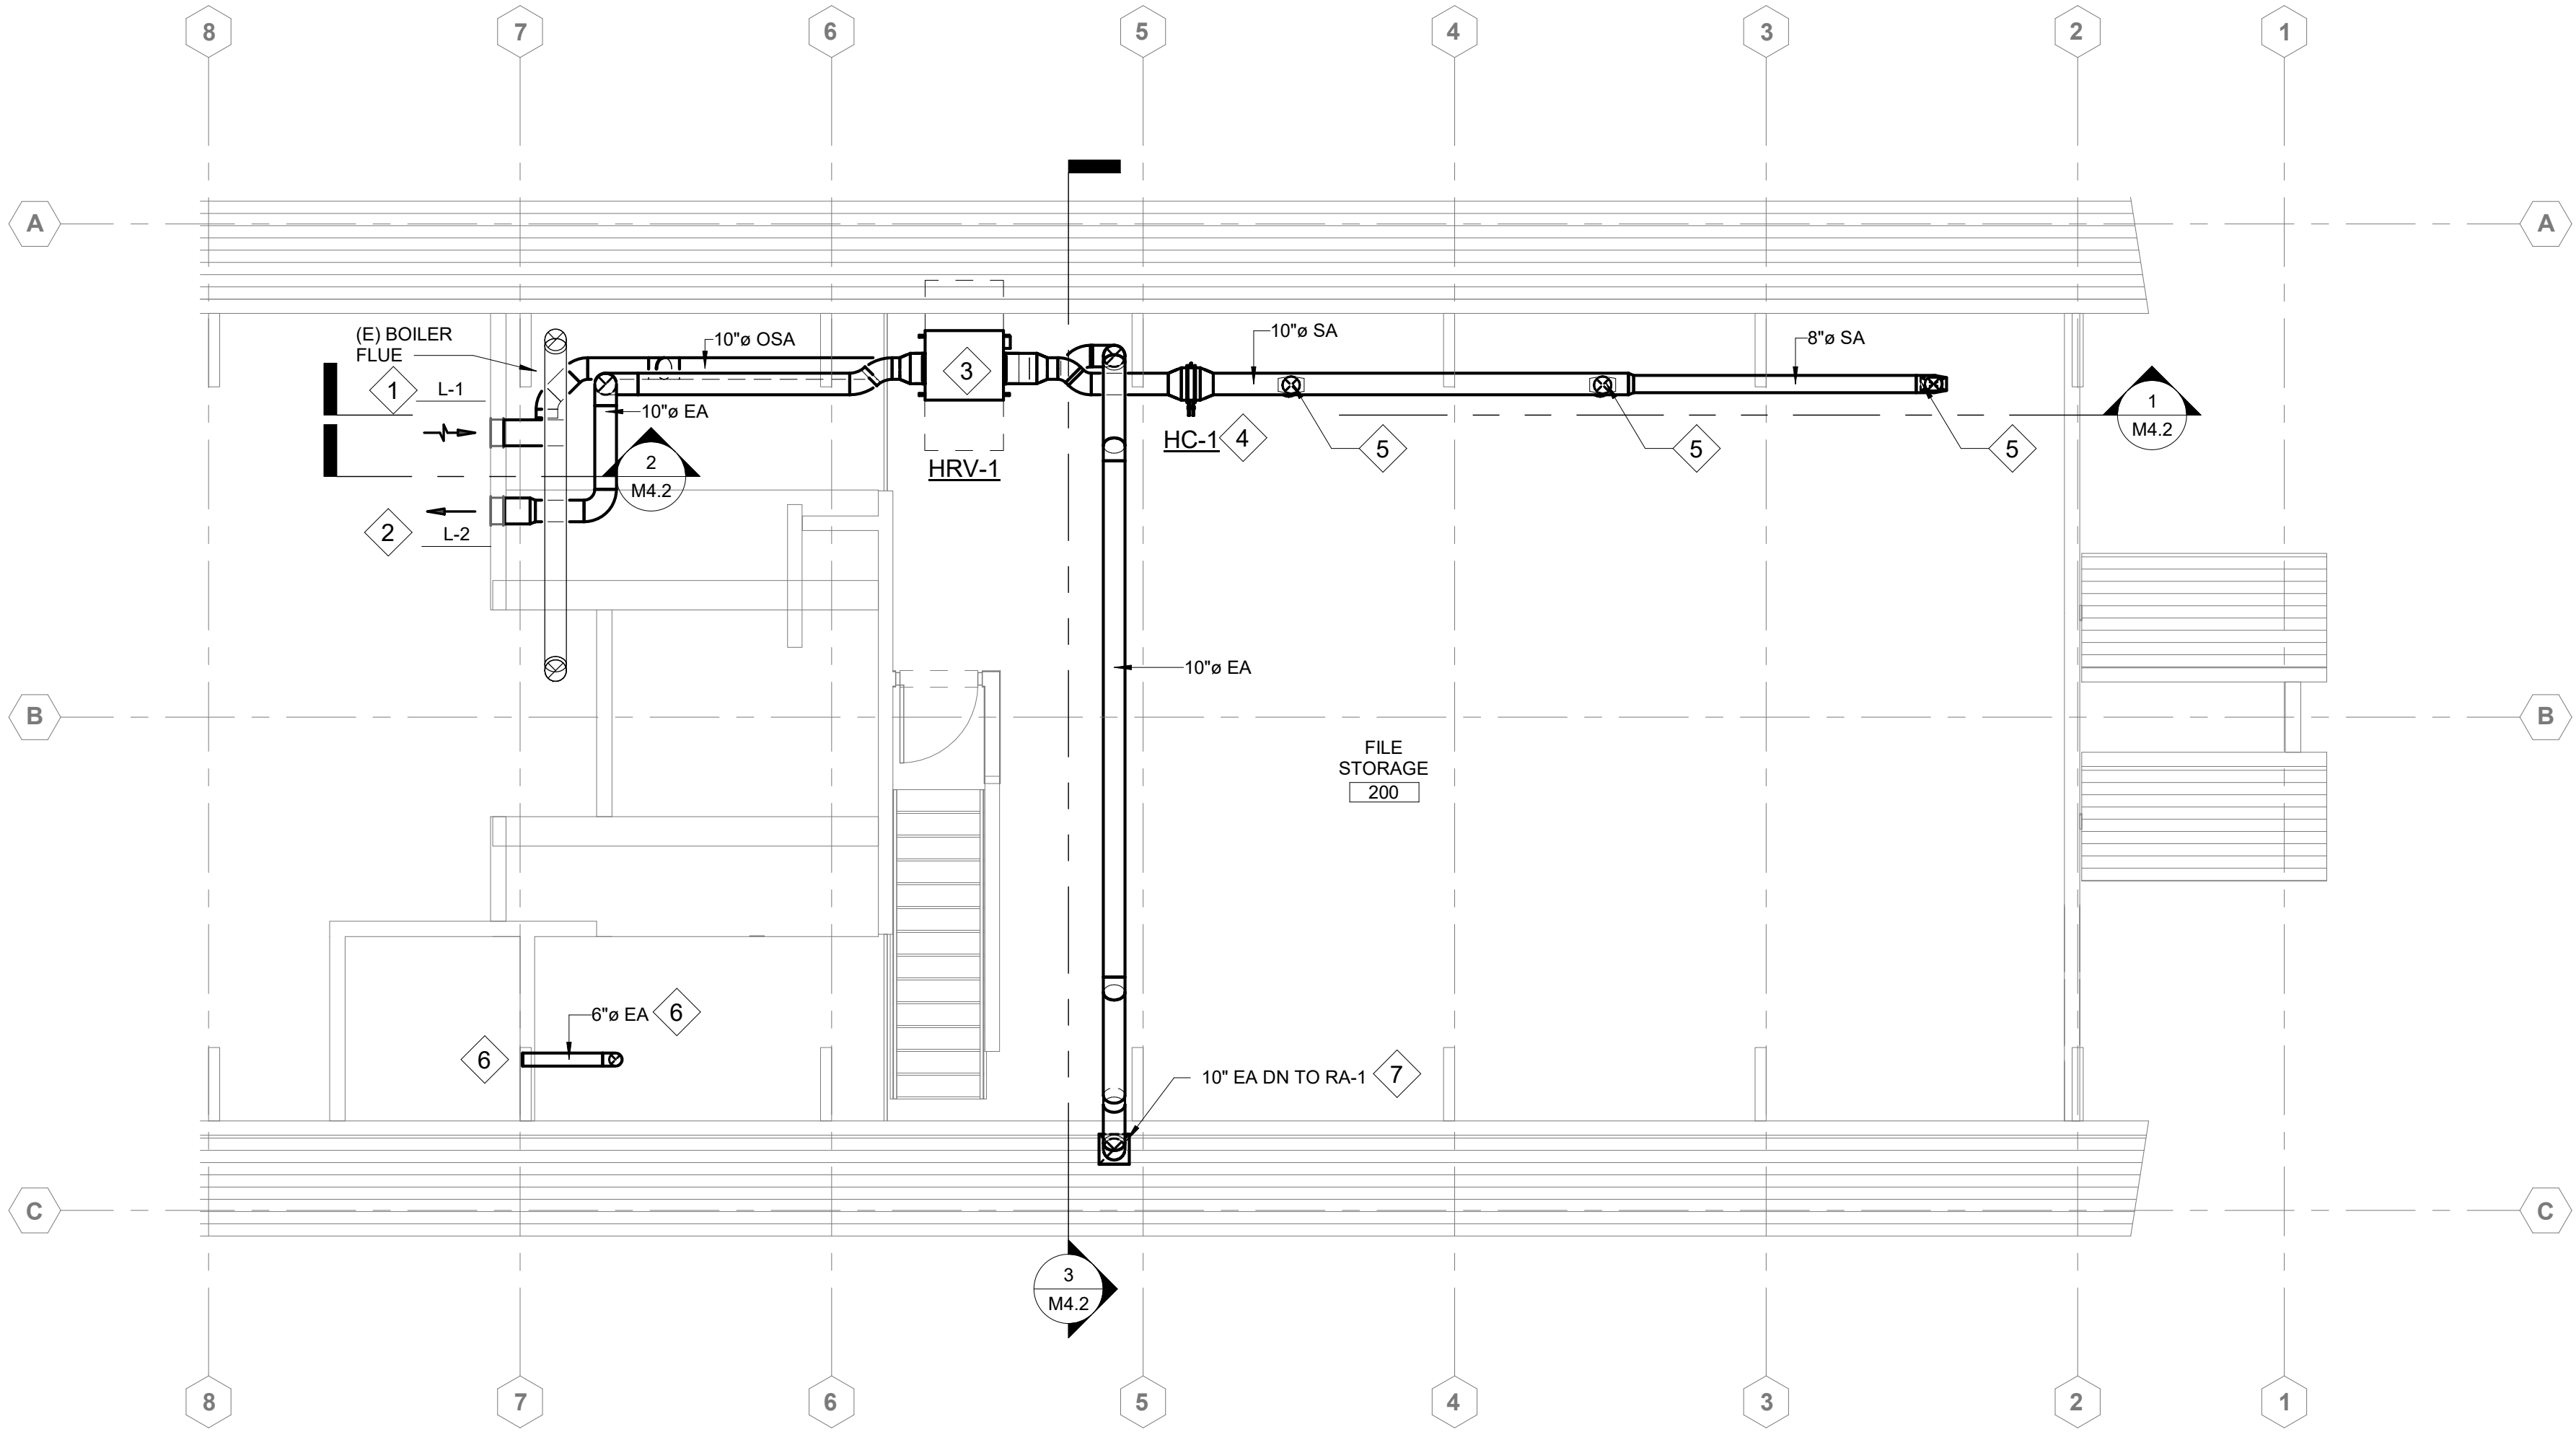 8 7 6 5 4 3 2 1
A A
(E) BOILER
FLUE
10"ø OSA
10"ø SA
8"ø SA
1
L-1
10"ø EA
3
HC-1 4
5
5
5
1
M4.2
2
M4.2
HRV-1
2
L-2
10"ø EA
B B
FILE
STORAGE
200
6"ø EA 6
6
10" EA DN TO RA-1 7
C C
3
M4.2
8 7 6 5 4 3 2 1